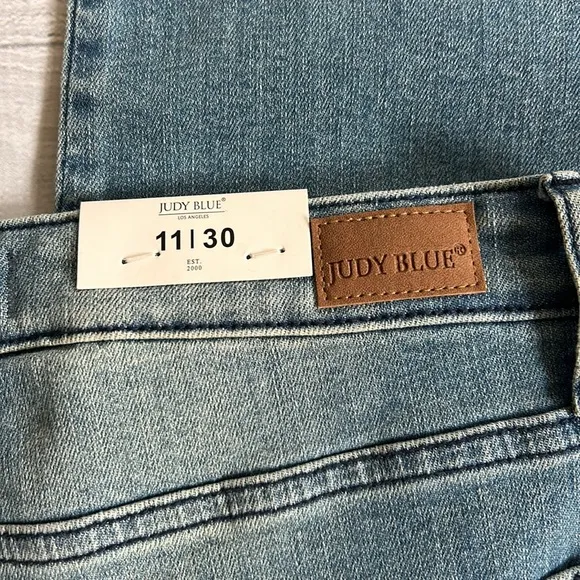 JUDY BLUE®
LOS ANGELES
11 | 30
EST.
2000
JUDY BLUE®